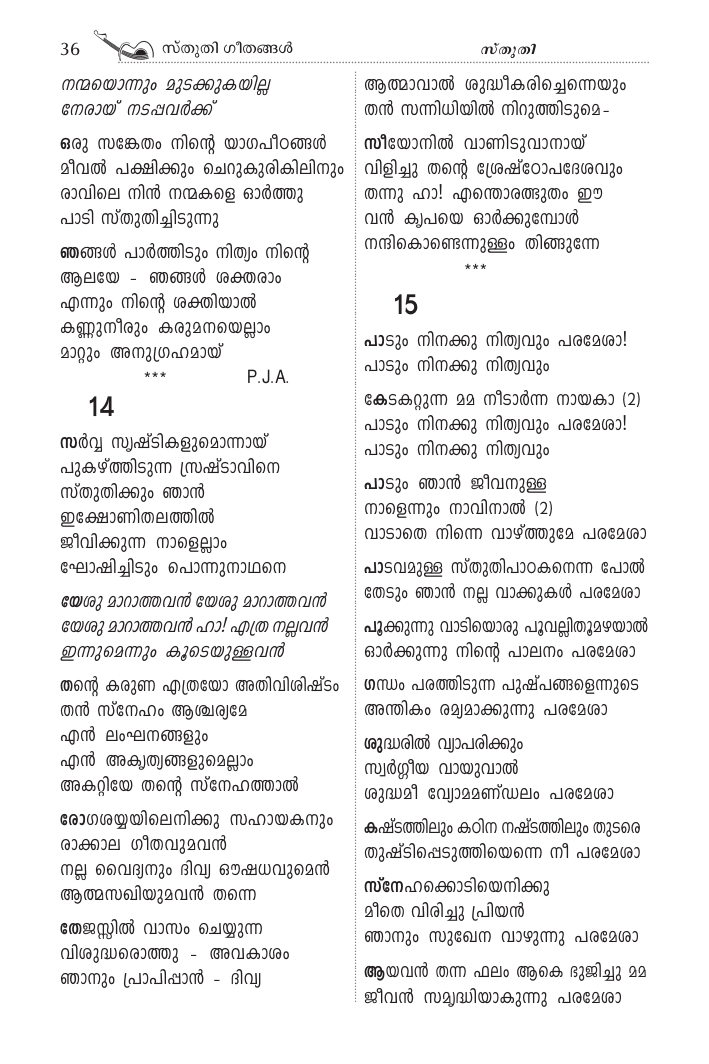 36 സ്തുതി ഗീതങ്ങൾ സ്തുതി
നന്മയൊന്നും മുടക്കുകയില്ല
നേരായ് നടപ്പവർക്ക്
ഒരു സങ്കേതം നിന്റെ യാഗപീഠങ്ങൾ
മീവൽ പക്ഷിക്കും ചെറുകുരികിലിനും
രാവിലെ നിൻ നന്മകളെ ഓർത്തു
പാടി സ്തുതിച്ചിടുന്നു
ഞങ്ങൾ പാർത്തിടും നിത്യം നിന്റെ
ആലയേ - ഞങ്ങൾ ശക്തരാം
എന്നും നിന്റെ ശക്തിയാൽ
കണ്ണുനീരും കരുമനയെല്ലാം
മാറ്റും അനുഗ്രഹമായ്
*** P.J.A.
14
സർവ്വ സൃഷ്ടികളുമൊന്നായ്
പുകഴ്ത്തിടുന്ന സ്രഷ്ടാവിനെ
സ്തുതിക്കും ഞാൻ
ഇക്ഷോണിതലത്തിൽ
ജീവിക്കുന്ന നാളെല്ലാം
ഘോഷിച്ചിടും പൊന്നുനാഥനെ
യേശു മാറാത്തവൻ യേശു മാറാത്തവൻ
യേശു മാറാത്തവൻ ഹാ! എത്ര നല്ലവൻ
ഇന്നുമെന്നും കൂടെയുള്ളവൻ
തന്റെ കരുണ എത്രയോ അതിവിശിഷ്ടം
തൻ സ്നേഹം ആശ്ചര്യമേ
എൻ ലംഘനങ്ങളും
എൻ അകൃത്യങ്ങളുമെല്ലാം
അകറ്റിയേ തന്റെ സ്നേഹത്താൽ
രോഗശയ്യയിലെനിക്കു സഹായകനും
രാക്കാല ഗീതവുമവൻ
നല്ല വൈദ്യനും ദിവ്യ ഔഷധവുമെൻ
ആത്മസഖിയുമവൻ തന്നെ
തേജസ്സിൽ വാസം ചെയ്യുന്ന
വിശുദ്ധരൊത്തു - അവകാശം
ഞാനും പ്രാപിപ്പാൻ - ദിവ്യ
ആത്മാവാൽ ശുദ്ധീകരിച്ചെന്നെയും
തൻ സന്നിധിയിൽ നിറുത്തിടുമെ-
സീയോനിൽ വാണിടുവാനായ്
വിളിച്ചു തന്റെ ശ്രേഷ്ഠോപദേശവും
തന്നു ഹാ! എന്തൊരത്ഭുതം ഈ
വൻ കൃപയെ ഓർക്കുമ്പോൾ
നന്ദികൊണ്ടെന്നുള്ളം തിങ്ങുന്നേ
***
15
പാടും നിനക്കു നിത്യവും പരമേശാ!
പാടും നിനക്കു നിത്യവും
കേടകറ്റുന്ന മമ നീടാർന്ന നായകാ (2)
പാടും നിനക്കു നിത്യവും പരമേശാ!
പാടും നിനക്കു നിത്യവും
പാടും ഞാൻ ജീവനുള്ള
നാളെന്നും നാവിനാൽ (2)
വാടാതെ നിന്നെ വാഴ്ത്തുമേ പരമേശാ
പാടവമുള്ള സ്തുതിപാഠകനെന്ന പോൽ
തേടും ഞാൻ നല്ല വാക്കുകൾ പരമേശാ
പൂക്കുന്നു വാടിയൊരു പൂവല്ലിതൂമഴയാൽ
ഓർക്കുന്നു നിന്റെ പാലനം പരമേശാ
ഗന്ധം പരത്തിടുന്ന പുഷ്പങ്ങളെന്നുടെ
അന്തികം രമ്യമാക്കുന്നു പരമേശാ
ശുദ്ധരിൽ വ്യാപരിക്കും
സ്വർഗ്ഗീയ വായുവാൽ
ശുദ്ധമീ വ്യോമമണ്ഡലം പരമേശാ
കഷ്ടത്തിലും കഠിന നഷ്ടത്തിലും തുടരെ
തുഷ്ടിപ്പെടുത്തിയെന്നെ നീ പരമേശാ
സ്നേഹക്കൊടിയെനിക്കു
മീതെ വിരിച്ചു പ്രിയൻ
ഞാനും സുഖേന വാഴുന്നു പരമേശാ
ആയവൻ തന്ന ഫലം ആകെ ഭുജിച്ചു മമ
ജീവൻ സമൃദ്ധിയാകുന്നു പരമേശാ